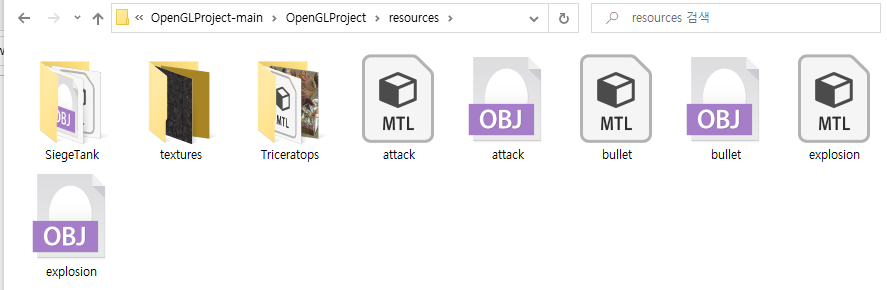 OpenGLProject-main > OpenGLProject > resources >
resources 검색
w
SiegeTank
textures
MTL
Triceratops
MTL
attack
OBJ
attack
MTL
bullet
OBJ
bullet
MTL
explosion
OBJ
explosion